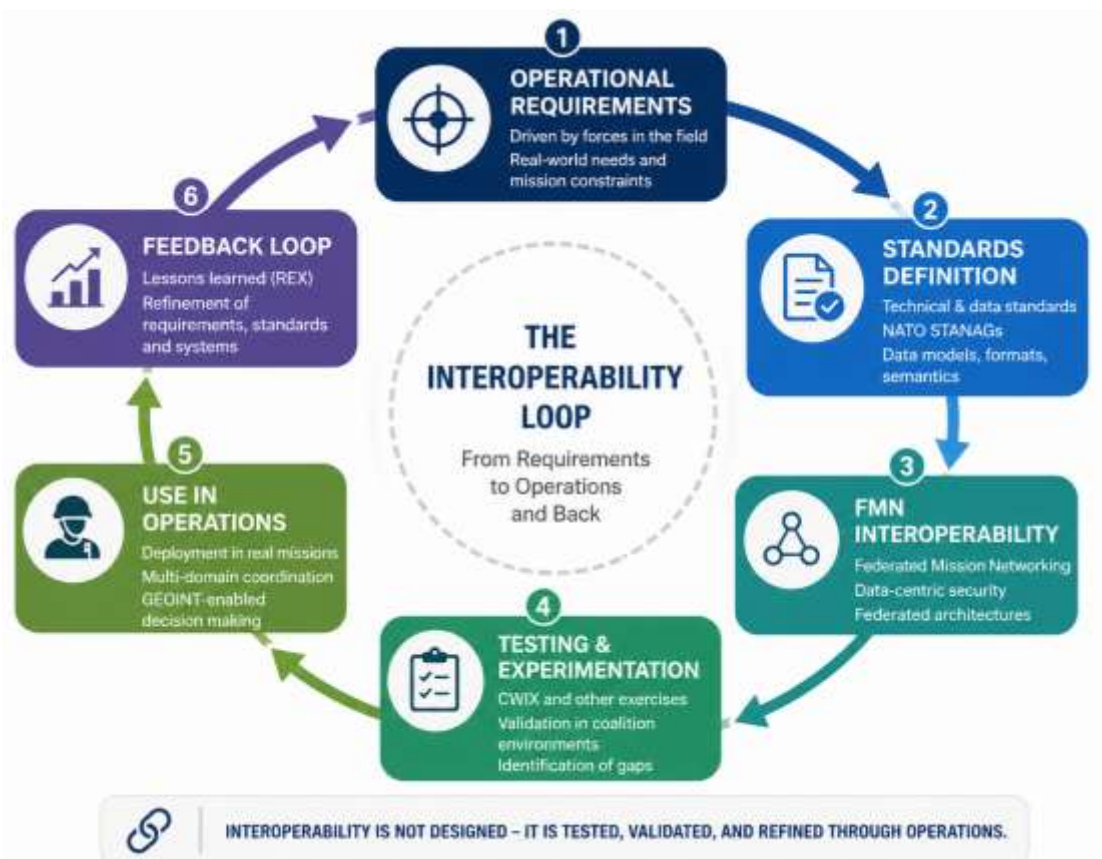 1
OPERATIONAL
REQUIREMENTS
Driven by forces in the field
Real-world needs and
mission constraints
2
STANDARDS
DEFINITION
Technical & data standards
NATO STANAGs
Data models, formats,
semantics
3
FMN
INTEROPERABILITY
Federated Mission Networking
Data-centric security
Federated architectures
4
TESTING &
EXPERIMENTATION
CWIX and other exercises
Validation in coalition
environments
Identification of gaps
5
USE IN
OPERATIONS
Deployment in real missions
Multi-domain coordination
GEOINT-enabled
decision making
6
FEEDBACK LOOP
Lessons learned (REX)
Refinement of
requirements, standards
and systems
THE
INTEROPERABILITY
LOOP
From Requirements
to Operations
and Back
INTEROPERABILITY IS NOT DESIGNED – IT IS TESTED, VALIDATED, AND REFINED THROUGH OPERATIONS.